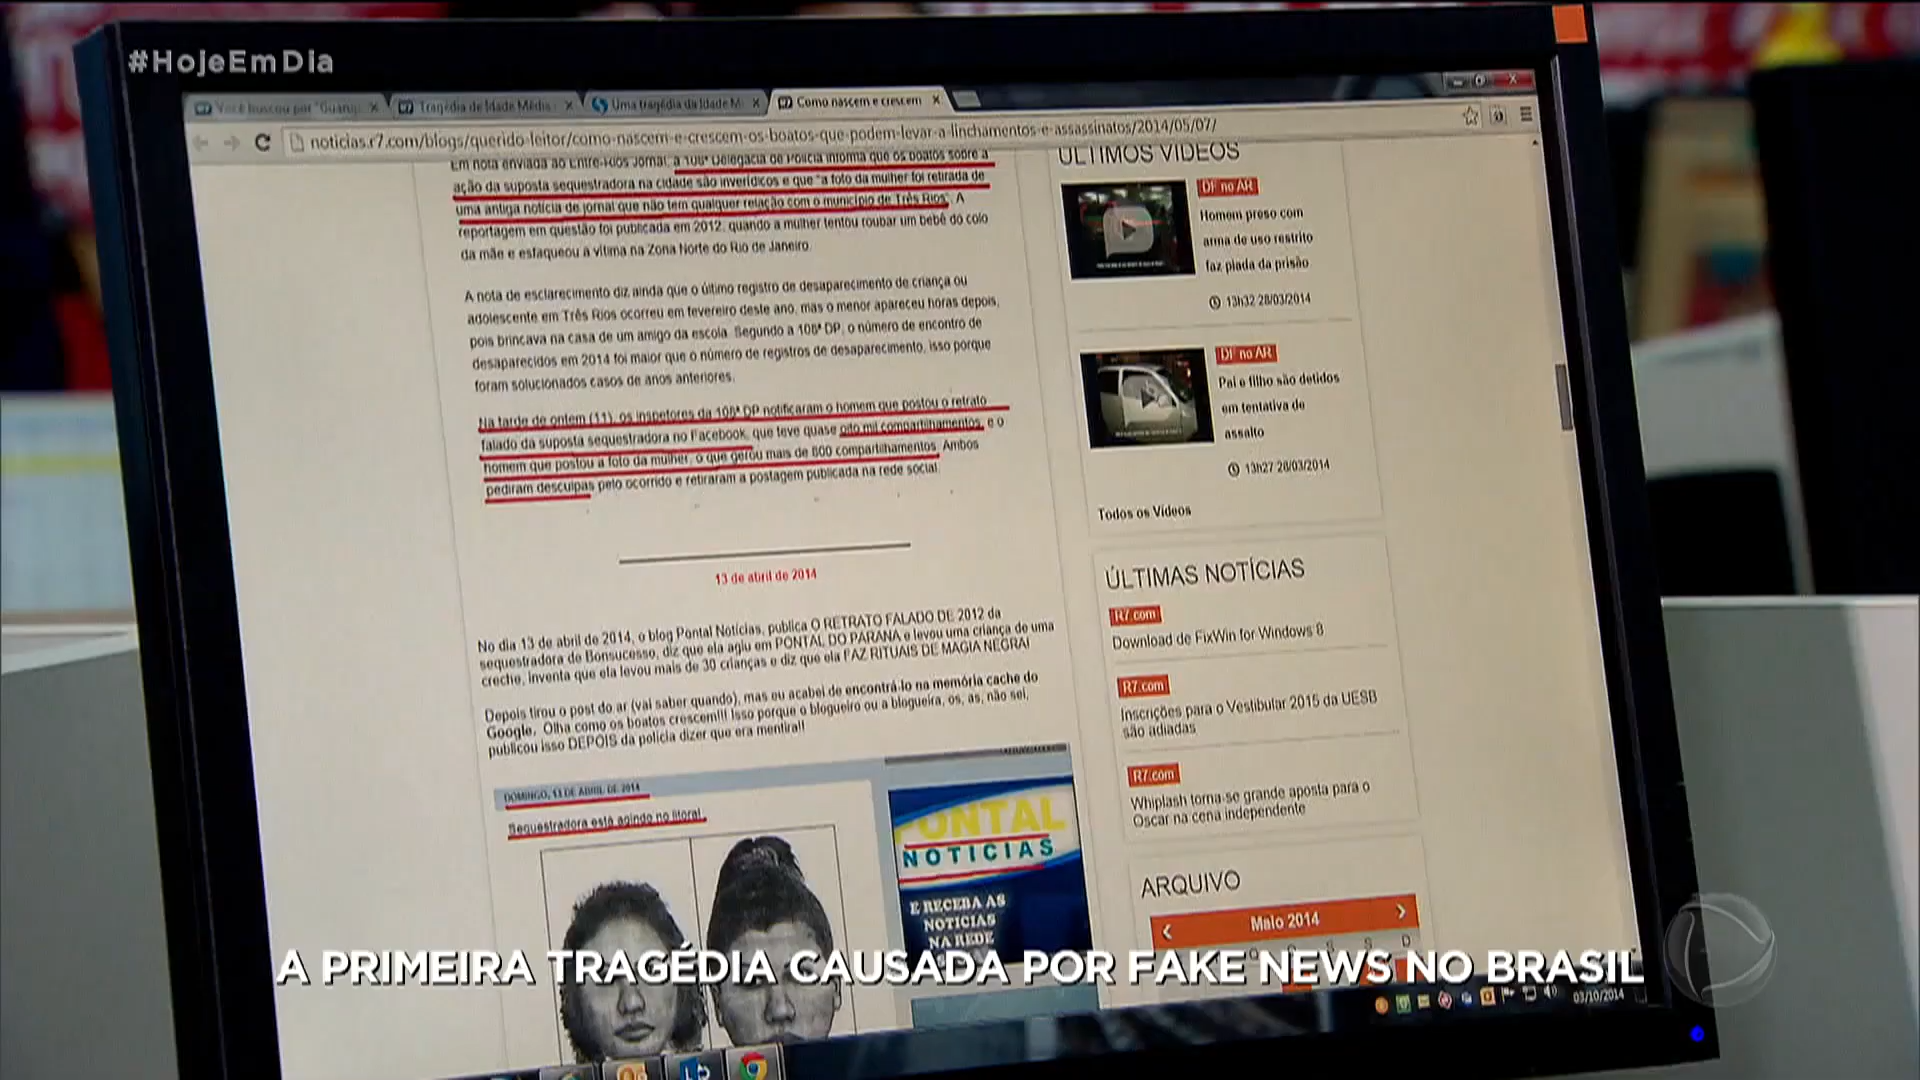 #HojeEmDia
Você buscou por "Guaruj
Tragédia de Idade Média
Uma tragédia da Idade M
Como nascem e crescem
noticias.r7.com/blogs/querido-leitor/como-nascem-e-crescem-os-boatos-que-podem-levar-a-linchamentos-e-assassinatos/2014/05/07/
Em nota enviada ao Entre-Rios Jornal, a 108ª Delegacia de Polícia informa que os boatos sobre a
ação da suposta sequestradora na cidade são inverídicos e que "a foto da mulher foi retirada de
uma antiga notícia de jornal que não tem qualquer relação com o município de Três Rios". A
reportagem em questão foi publicada em 2012, quando a mulher tentou roubar um bebê do colo
da mãe e esfaqueou a vítima na Zona Norte do Rio de Janeiro.
A nota de esclarecimento diz ainda que o último registro de desaparecimento de criança ou
adolescente em Três Rios ocorreu em fevereiro deste ano, mas o menor apareceu horas depois,
pois brincava na casa de um amigo da escola. Segundo a 108ª DP, o número de encontro de
desaparecidos em 2014 foi maior que o número de registros de desaparecimento, isso porque
foram solucionados casos de anos anteriores.
Na tarde de ontem (11), os inspetores da 108ª DP notificaram o homem que postou o retrato
falado da suposta sequestradora no Facebook, que teve quase oito mil compartilhamentos, e o
homem que postou a foto da mulher, o que gerou mais de 800 compartilhamentos. Ambos
pediram desculpas pelo ocorrido e retiraram a postagem publicada na rede social.
13 de abril de 2014
No dia 13 de abril de 2014, o blog Pontal Notícias, publica O RETRATO FALADO DE 2012 da
sequestradora de Bonsucesso, diz que ela agiu em PONTAL DO PARANÁ e levou uma criança de uma
creche, inventa que ela levou mais de 30 crianças e diz que ela FAZ RITUAIS DE MAGIA NEGRA!
Depois tirou o post do ar (vai saber quando), mas eu acabei de encontrá-lo na memória cache do
Google. Olha como os boatos crescem!!! Isso porque o blogueiro ou a blogueira, os, as, não sei,
publicou isso DEPOIS da polícia dizer que era mentira!!
DOMINGO, 13 DE ABRIL DE 2014
Sequestradora está agindo no litoral.
PONTAL
NOTÍCIAS
E RECEBA AS
NOTÍCIAS
NA REDE
ÚLTIMOS VÍDEOS
DF no AR
Homem preso com
arma de uso restrito
faz piada da prisão
13h32 28/03/2014
DF no AR
Pai e filho são detidos
em tentativa de
assalto
13h27 28/03/2014
Todos os Vídeos
ÚLTIMAS NOTÍCIAS
R7.com
Download de FixWin for Windows 8
R7.com
Inscrições para o Vestibular 2015 da UESB
são adiadas
R7.com
Whiplash torna-se grande aposta para o
Oscar na cena independente
ARQUIVO
Maio 2014
A PRIMEIRA TRAGÉDIA CAUSADA POR FAKE NEWS NO BRASIL
03/10/2014